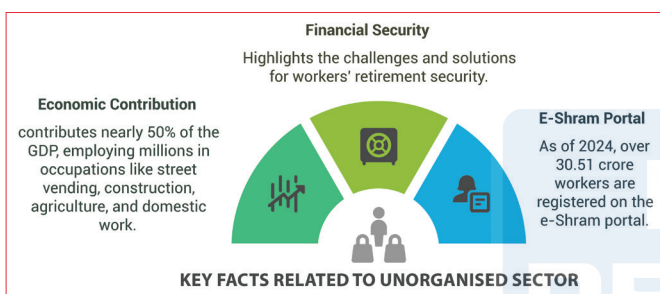 Financial Security
Highlights the challenges and solutions
for workers' retirement security.
Economic Contribution
contributes nearly 50% of the
GDP, employing millions in
occupations like street
vending, construction,
agriculture, and domestic
work.
E-Shram Portal
As of 2024, over
30.51 crore
workers are
registered on the
e-Shram portal.
KEY FACTS RELATED TO UNORGANISED SECTOR